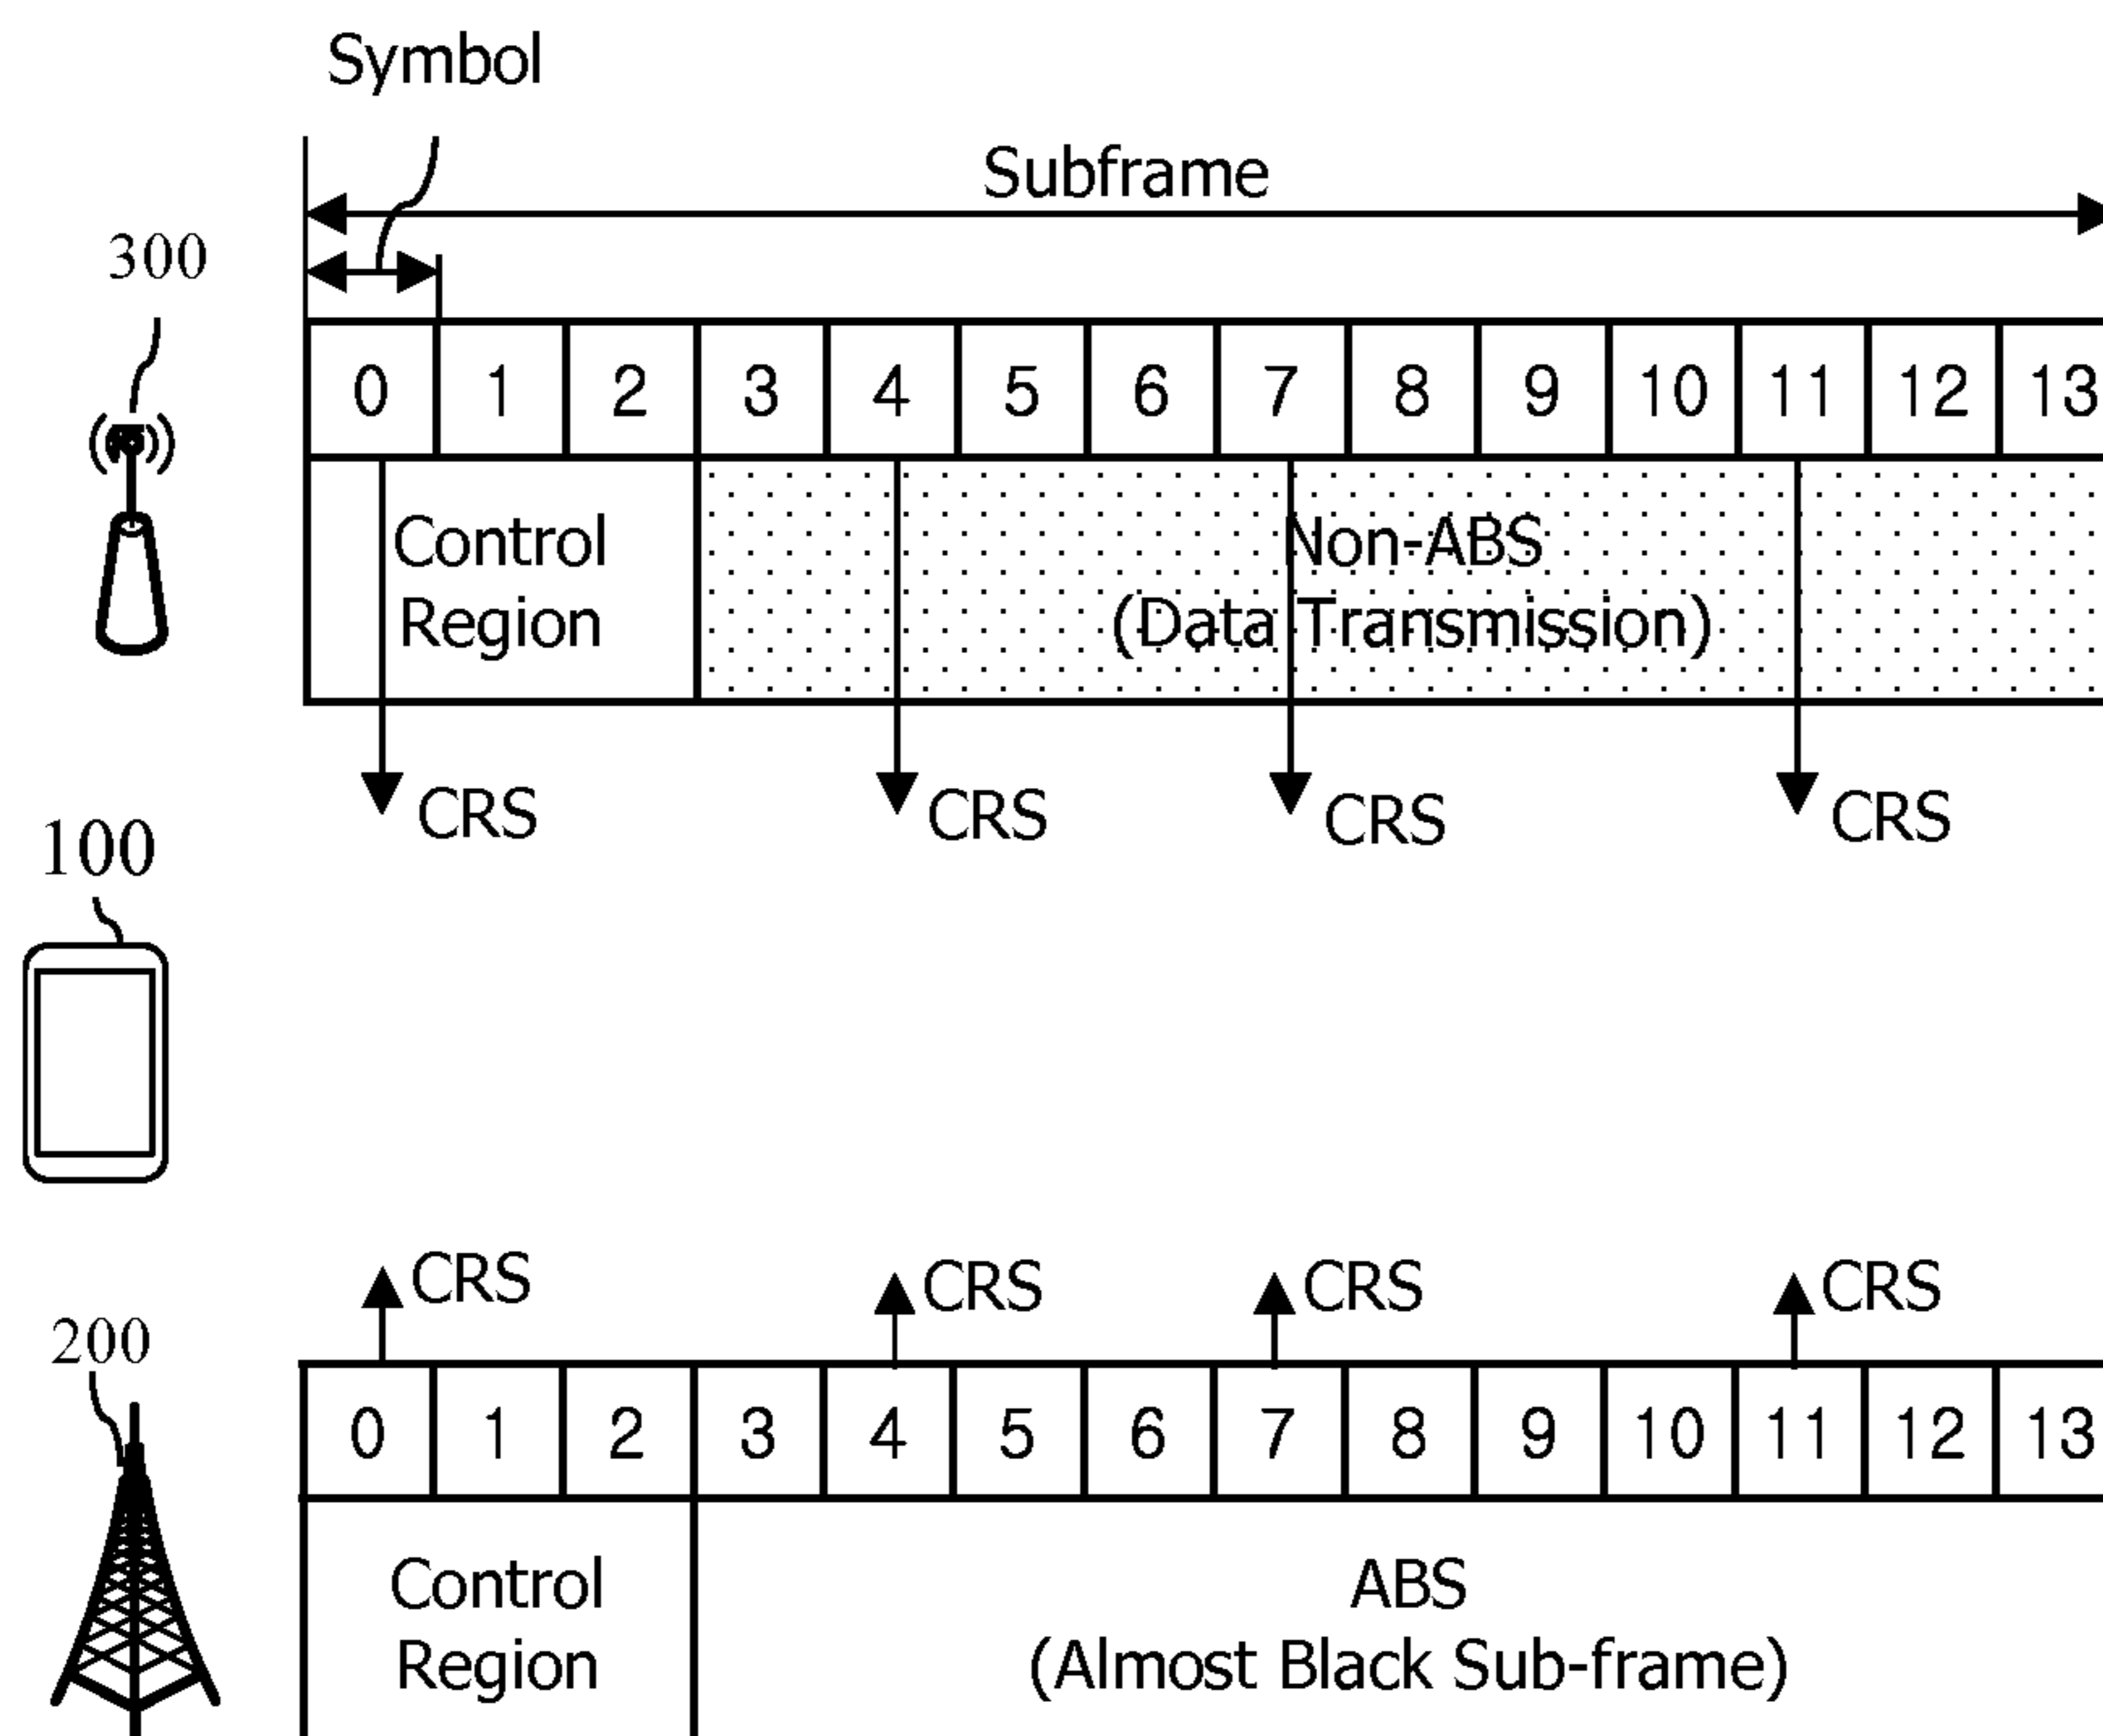 Symbol
Subframe
300
0 1 2 3 4 5 6 7 8 9 10 11 12 13
Control
Region
Non-ABS
(Data Transmission)
CRS CRS CRS CRS
100
CRS CRS CRS CRS
200
0 1 2 3 4 5 6 7 8 9 10 11 12 13
Control
Region
ABS
(Almost Black Sub-frame)